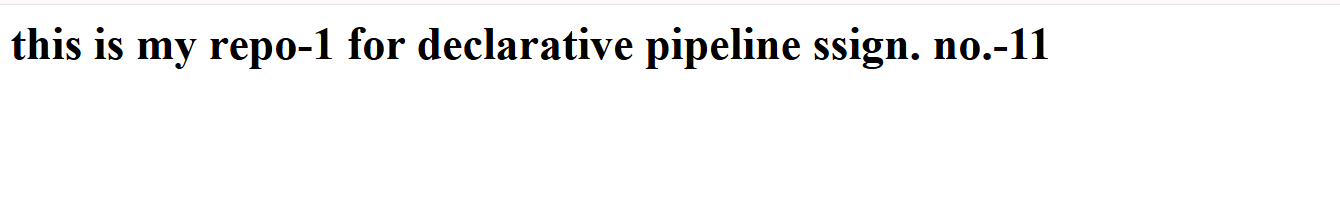 this is my repo-1 for declarative pipeline ssign. no.-11